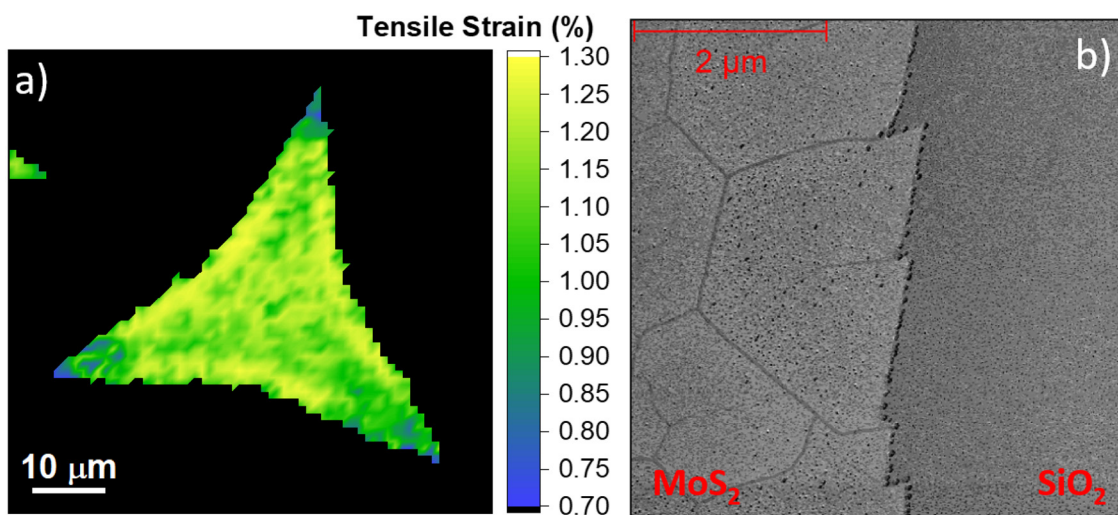 Tensile Strain (%)
a)
1.30
1.25
1.20
1.15
1.10
1.05
1.00
0.95
0.90
0.85
0.80
0.75
0.70
10 μm
b)
2 μm
MoS₂
SiO₂